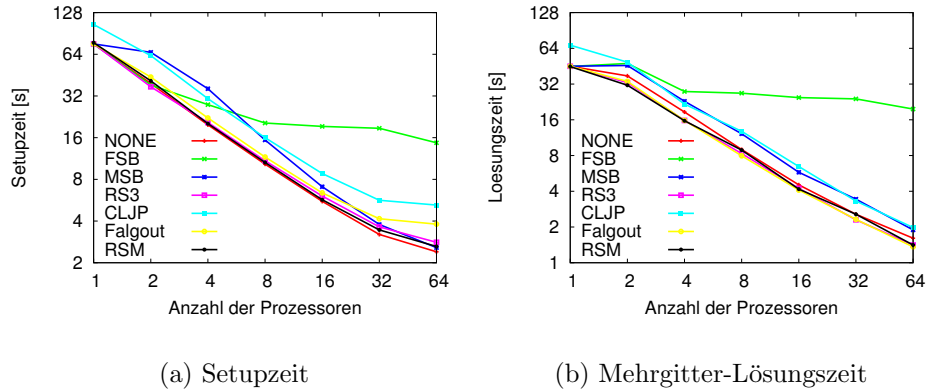 128
64
32
16
8
4
2
Setupzeit [s]
NONE
FSB
MSB
RS3
CLJP
Falgout
RSM
1 2 4 8 16 32 64
Anzahl der Prozessoren
(a) Setupzeit
128
64
32
16
8
4
2
1
Loesungszeit [s]
NONE
FSB
MSB
RS3
CLJP
Falgout
RSM
1 2 4 8 16 32 64
Anzahl der Prozessoren
(b) Mehrgitter-Lösungszeit